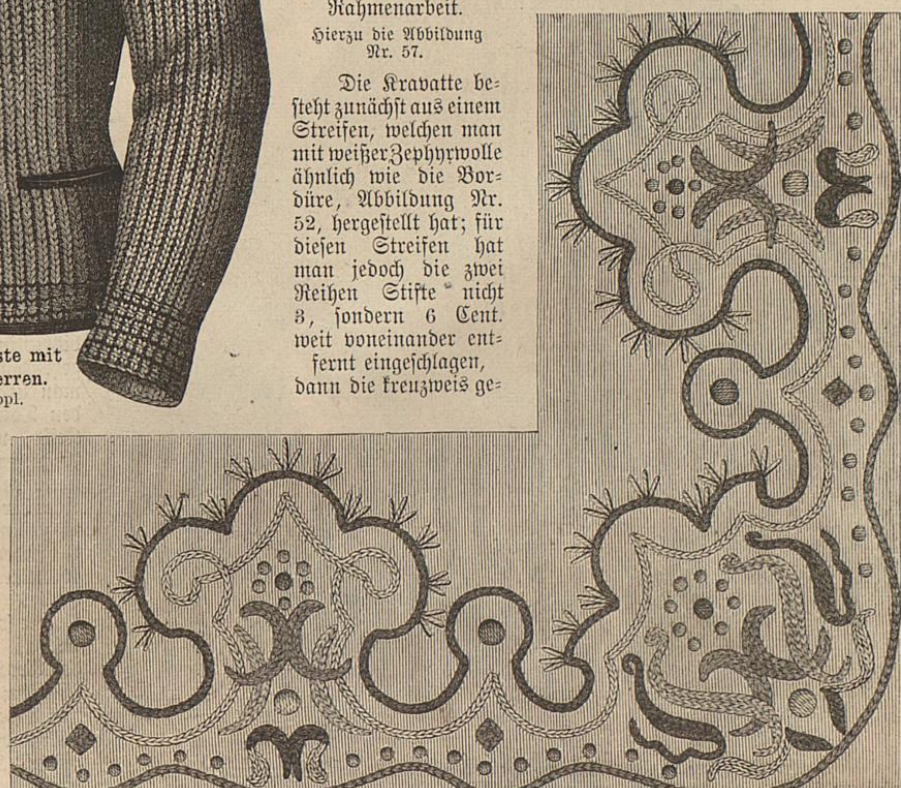 Rahmenarbeit.
Hierzu die Abbildung
Nr. 57.
Die Kravatte be-
steht zunächst aus einem
Streifen, welchen man
mit weißer Zephyrwolle
ähnlich wie die Bor-
düre, Abbildung Nr.
52, hergestellt hat; für
diesen Streifen hat
man jedoch die zwei
Reihen Stifte nicht
3, sondern 6 Cent.
weit voneinander ent-
fernt eingeschlagen,
dann die kreuzweis ge-
ste mit
erren.
ppl.